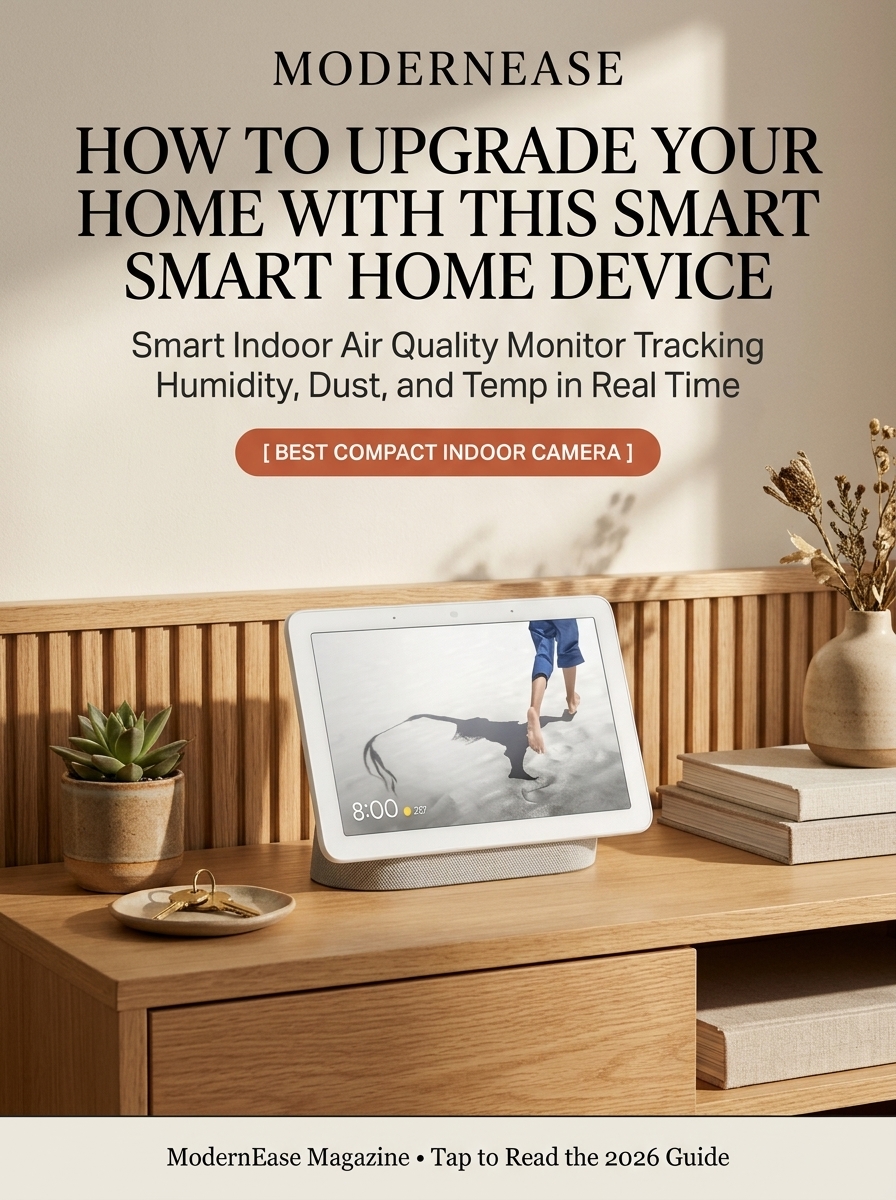 MODERNEASE
HOW TO UPGRADE YOUR
HOME WITH THIS SMART
SMART HOME DEVICE
Smart Indoor Air Quality Monitor Tracking
Humidity, Dust, and Temp in Real Time
[ BEST COMPACT INDOOR CAMERA ]
8:00
ModernEase Magazine • Tap to Read the 2026 Guide